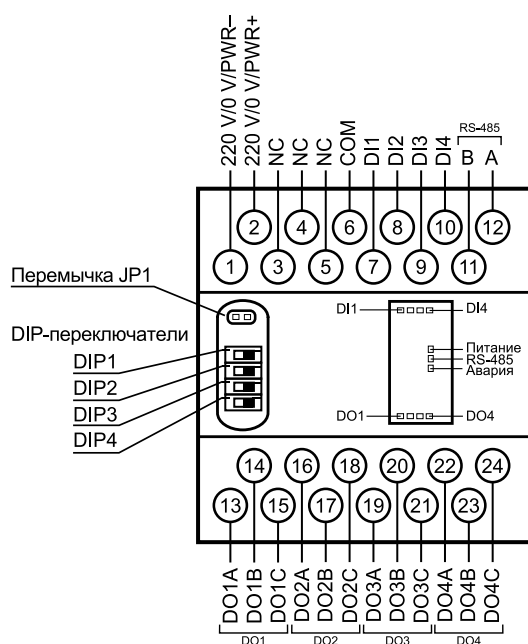 220 V/0 V/PWR–
220 V/0 V/PWR+
NC
NC
NC
COM
DI1
DI2
DI3
DI4
RS-485
B
A
2
4
6
8
10
12
1
3
5
7
9
11
Перемычка JP1
DI1
DI4
DIP-переключатели
DIP1
DIP2
DIP3
DIP4
Питание
RS-485
Авария
DO1
DO4
14
16
18
20
22
24
13
15
17
19
21
23
DO1A
DO1B
DO1C
DO2A
DO2B
DO2C
DO3A
DO3B
DO3C
DO4A
DO4B
DO4C
DO1
DO2
DO3
DO4